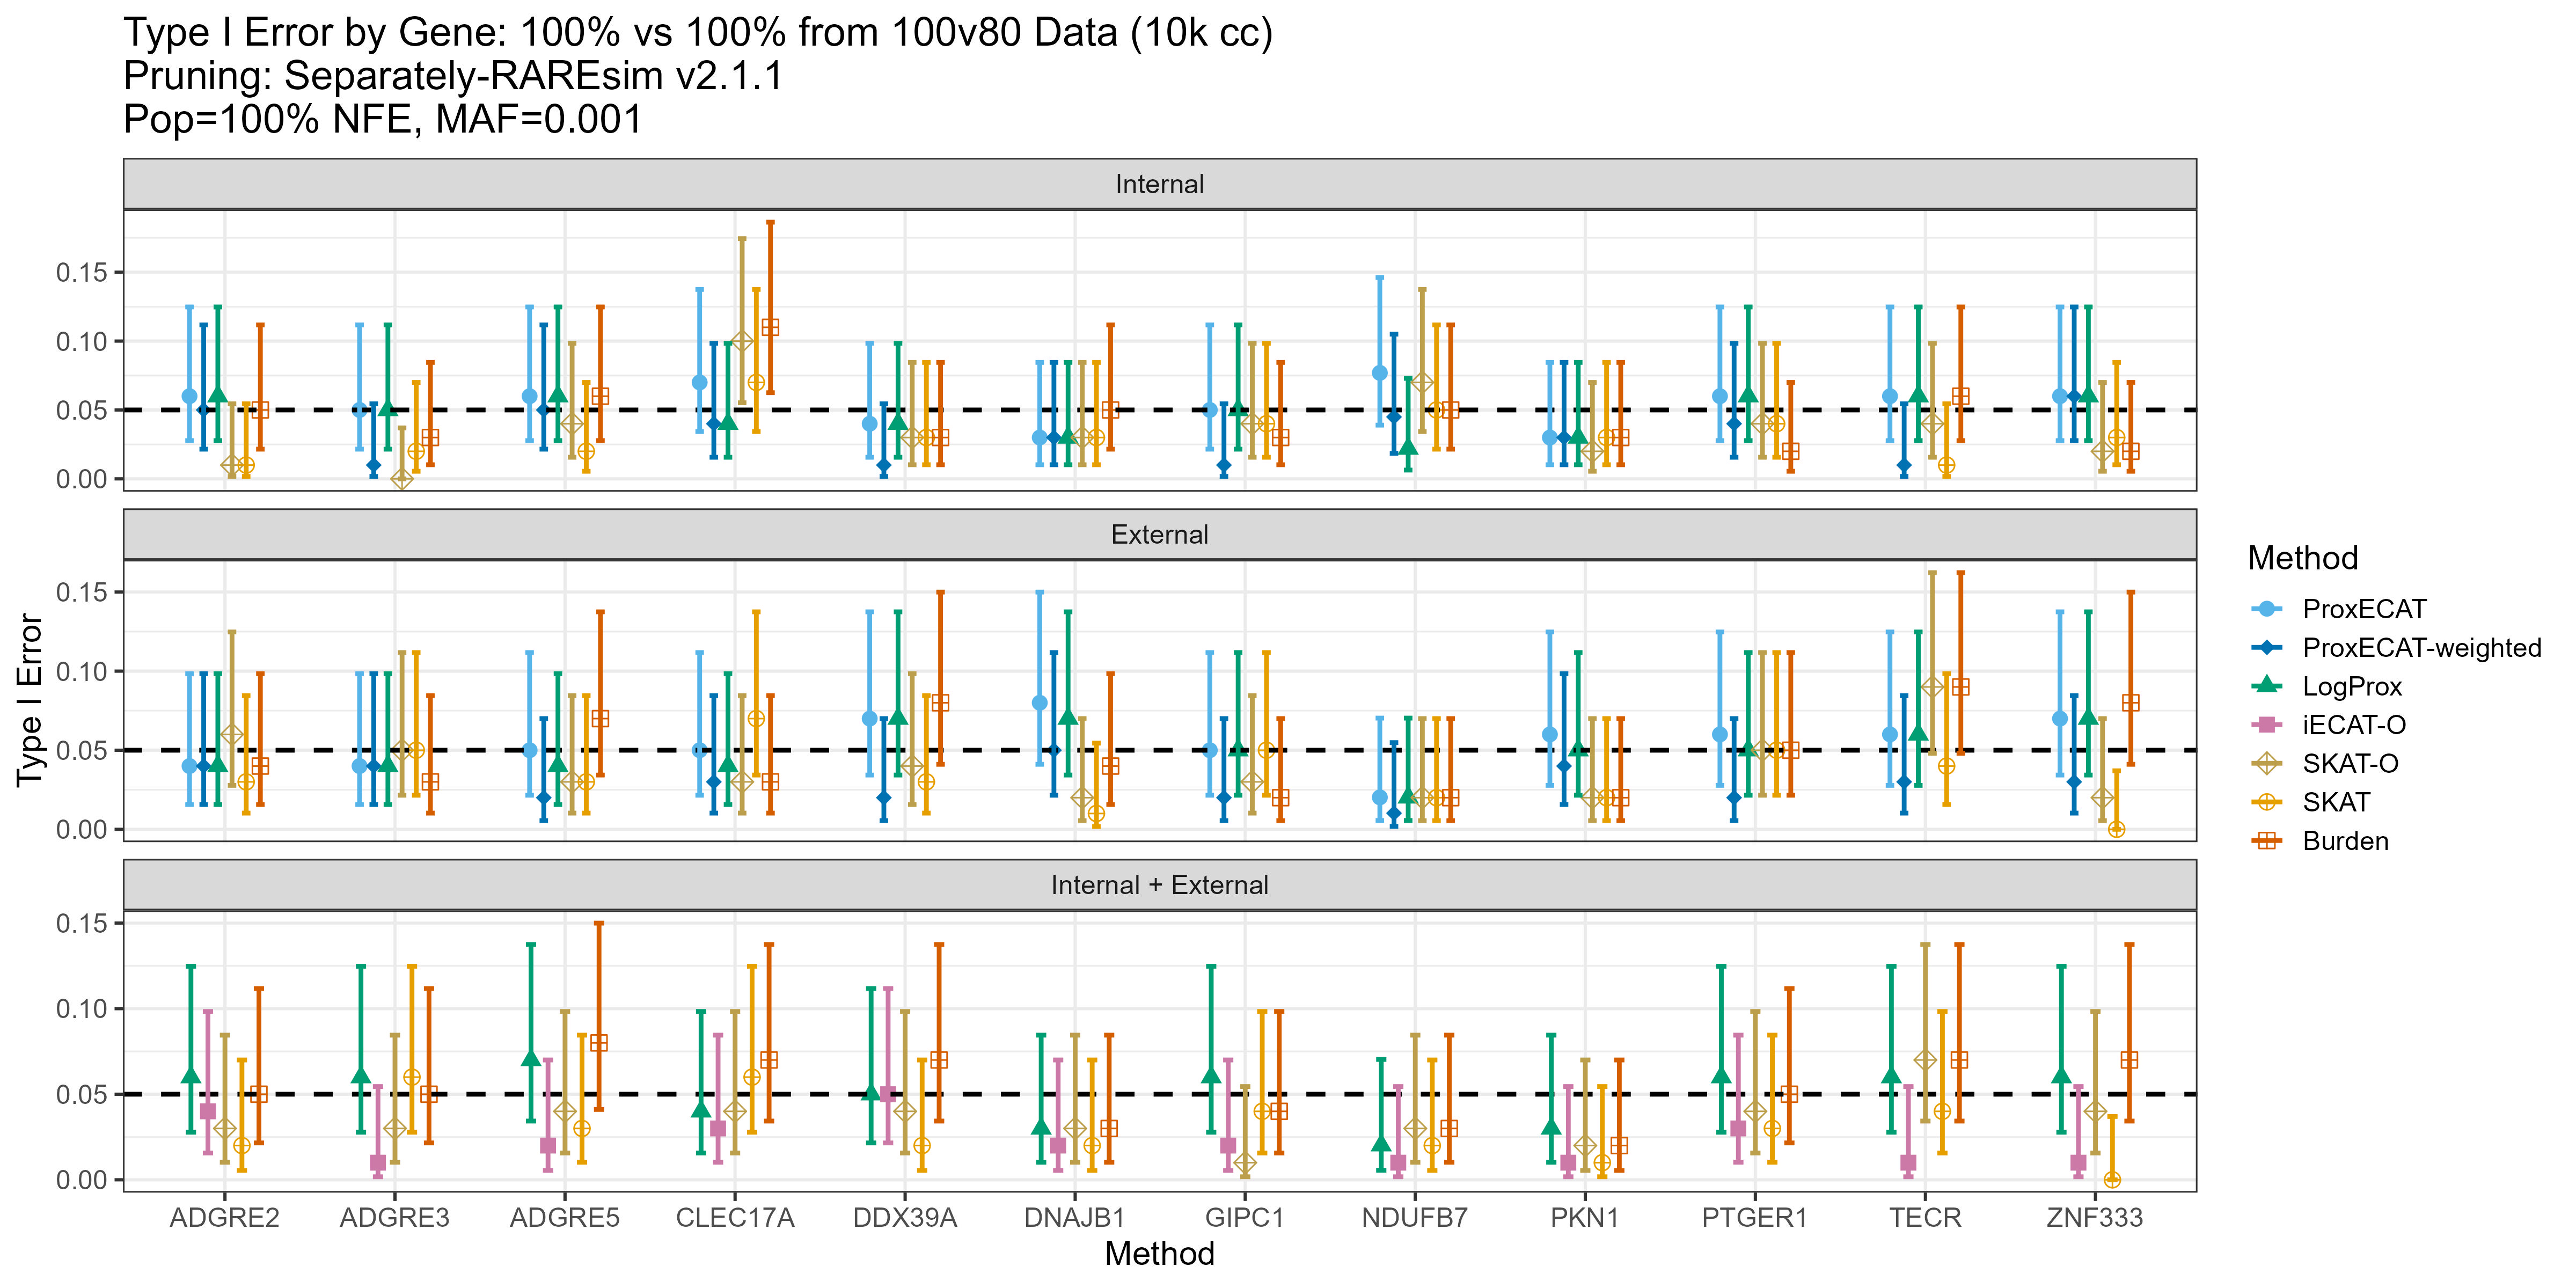 Type I Error by Gene: 100% vs 100% from 100v80 Data (10k cc)
Pruning: Separately-RAREsim v2.1.1
Pop=100% NFE, MAF=0.001
Internal
0.15
0.10
0.05
0.00
External
0.15
0.10
0.05
0.00
Internal + External
0.15
0.10
0.05
0.00
Type I Error
ADGRE2 ADGRE3 ADGRE5 CLEC17A DDX39A DNAJB1 GIPC1 NDUFB7 PKN1 PTGER1 TECR ZNF333
Method
Method
ProxECAT
ProxECAT-weighted
LogProx
iECAT-O
SKAT-O
SKAT
Burden